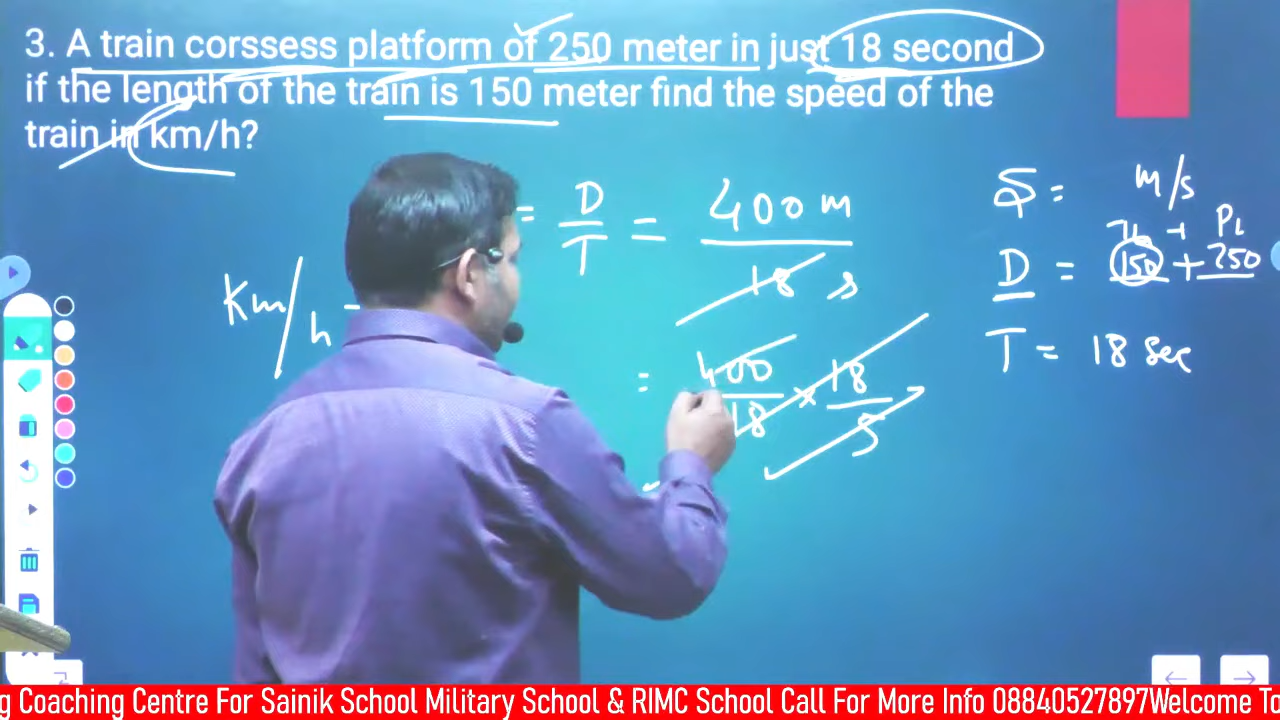 3. A train corssess platform of 250 meter in just 18 second
if the length of the train is 150 meter find the speed of the
train in km/h?
= D/T = 400 m / 18 s
Km/h
= 400/18 × 18/5
S = m/s
TL + PL
D = 150 + 250
T = 18 Sec
g Coaching Centre For Sainik School Military School & RIMC School Call For More Info 08840527897Welcome To